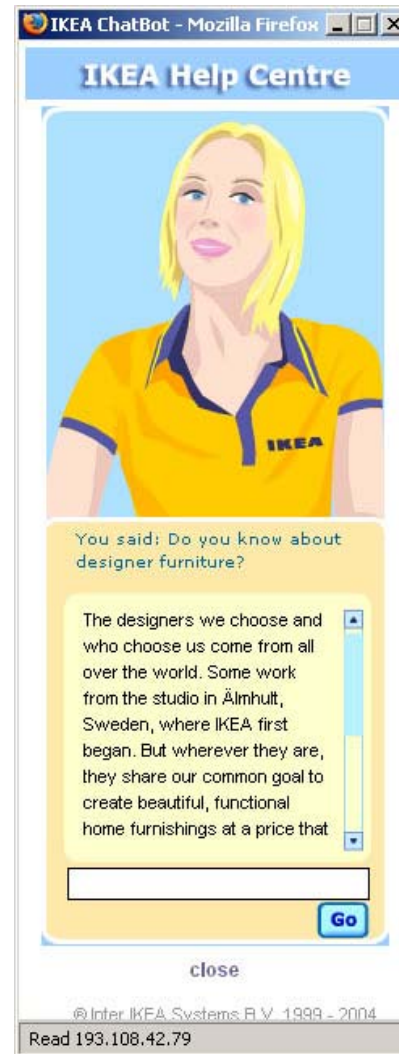 IKEA ChatBot - Mozilla Firefox
IKEA Help Centre
IKEA
You said: Do you know about
designer furniture?
The designers we choose and
who choose us come from all
over the world. Some work
from the studio in Älmhult,
Sweden, where IKEA first
began. But wherever they are,
they share our common goal to
create beautiful, functional
home furnishings at a price that
Go
close
© Inter IKEA Systems B.V. 1999 - 2004
Read 193.108.42.79